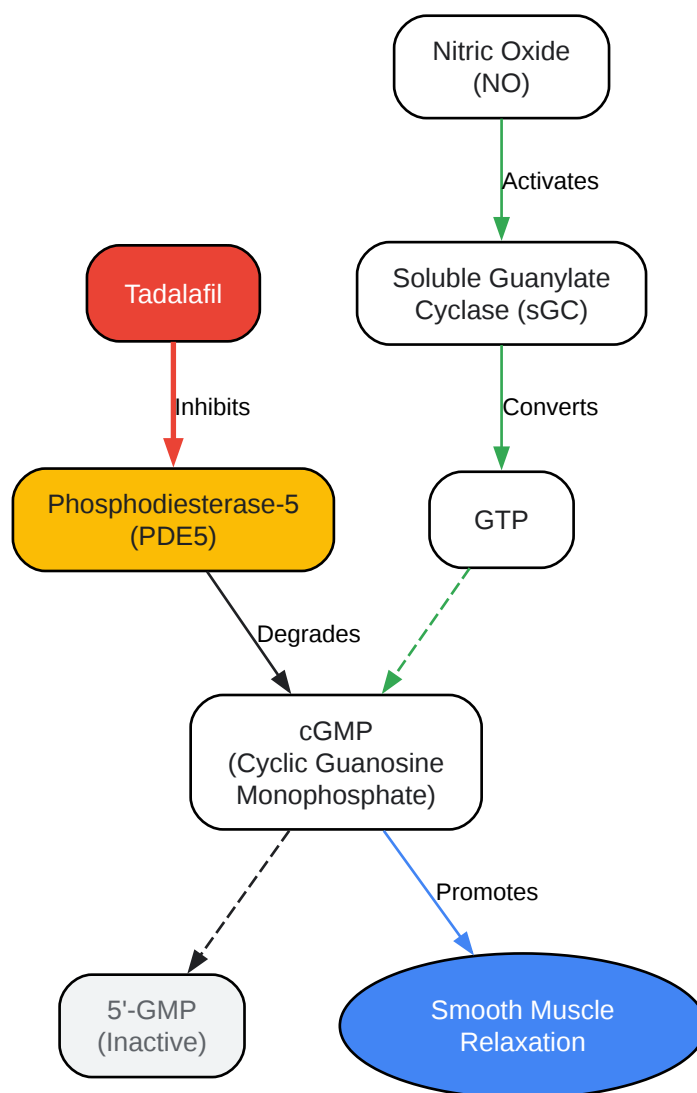 Nitric Oxide
(NO)
Activates
Tadalafil
Soluble Guanylate
Cyclase (sGC)
Inhibits
Converts
Phosphodiesterase-5
(PDE5)
GTP
Degrades
cGMP
(Cyclic Guanosine
Monophosphate)
Promotes
5'-GMP
(Inactive)
Smooth Muscle
Relaxation